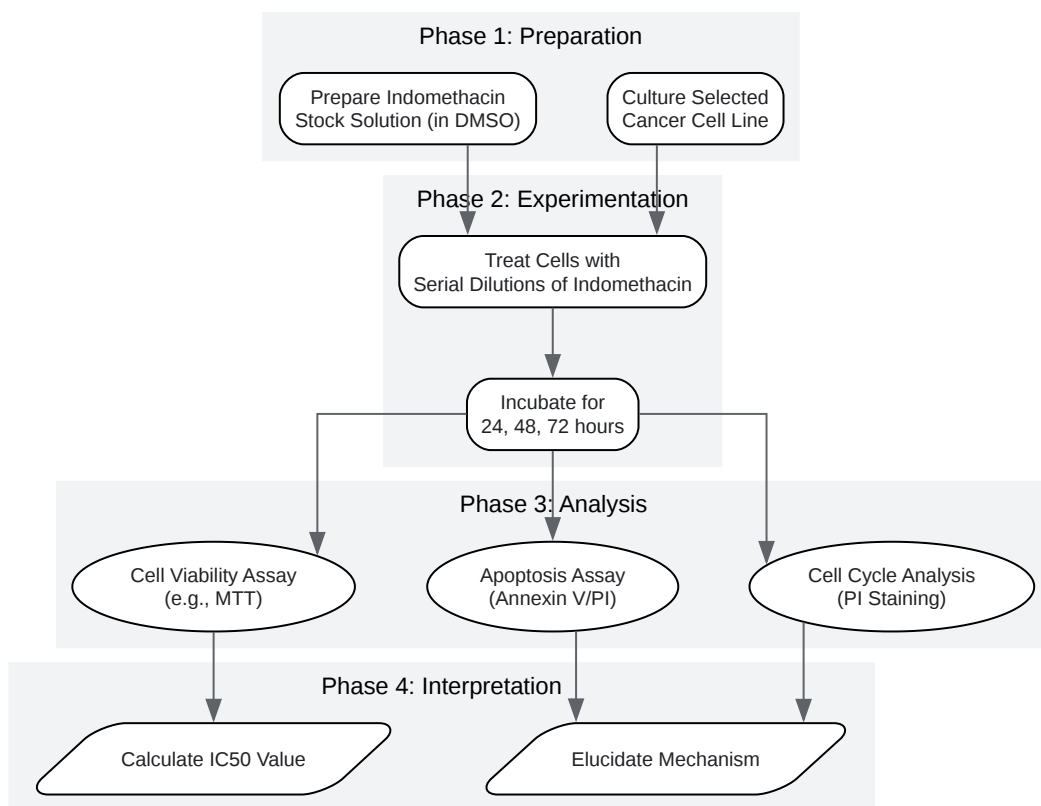 Phase 1: Preparation
Prepare Indomethacin
Stock Solution (in DMSO)
Culture Selected
Cancer Cell Line
Phase 2: Experimentation
Treat Cells with
Serial Dilutions of Indomethacin
Incubate for
24, 48, 72 hours
Phase 3: Analysis
Cell Viability Assay
(e.g., MTT)
Apoptosis Assay
(Annexin V/PI)
Cell Cycle Analysis
(PI Staining)
Phase 4: Interpretation
Calculate IC50 Value
Elucidate Mechanism